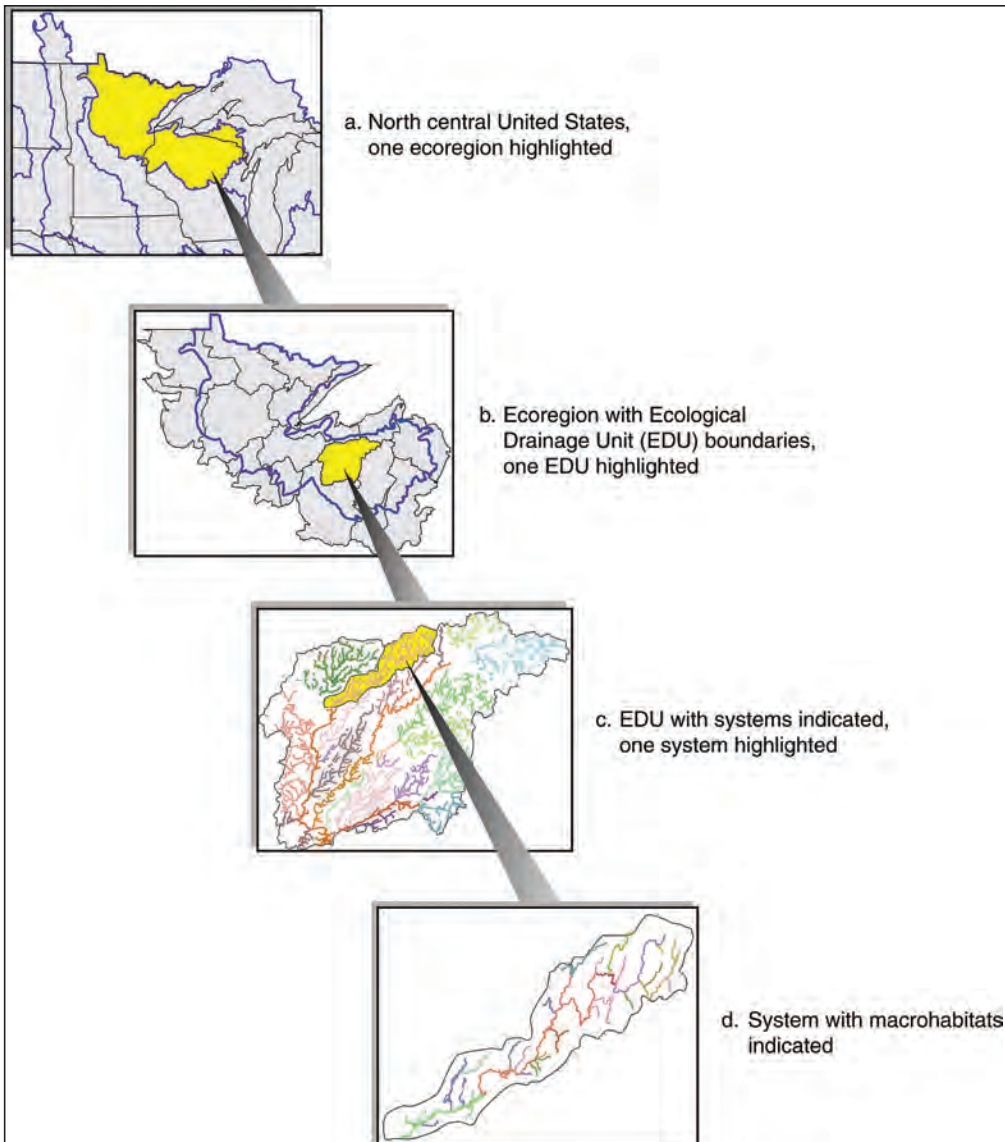 a. North central United States,
one ecoregion highlighted
b. Ecoregion with Ecological
Drainage Unit (EDU) boundaries,
one EDU highlighted
c. EDU with systems indicated,
one system highlighted
d. System with macrohabitats
indicated